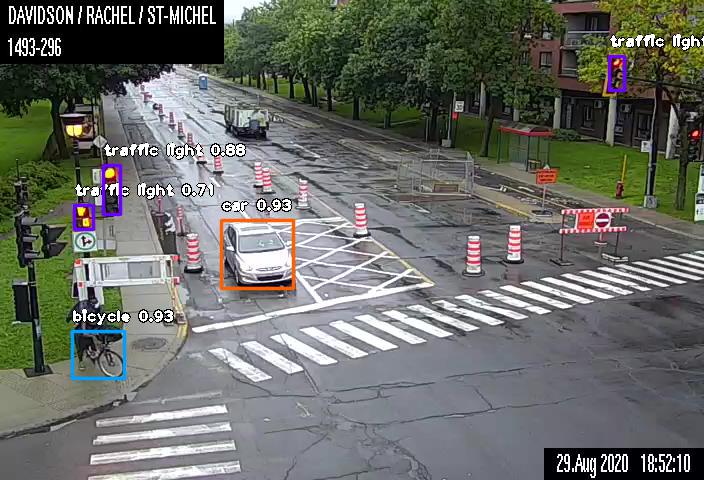 DAVIDSON / RACHEL / ST-MICHEL
1493-296
traffic light
traffic light 0.88
traffic light 0.71
car 0.93
bicycle 0.93
29.Aug 2020 18:52:10